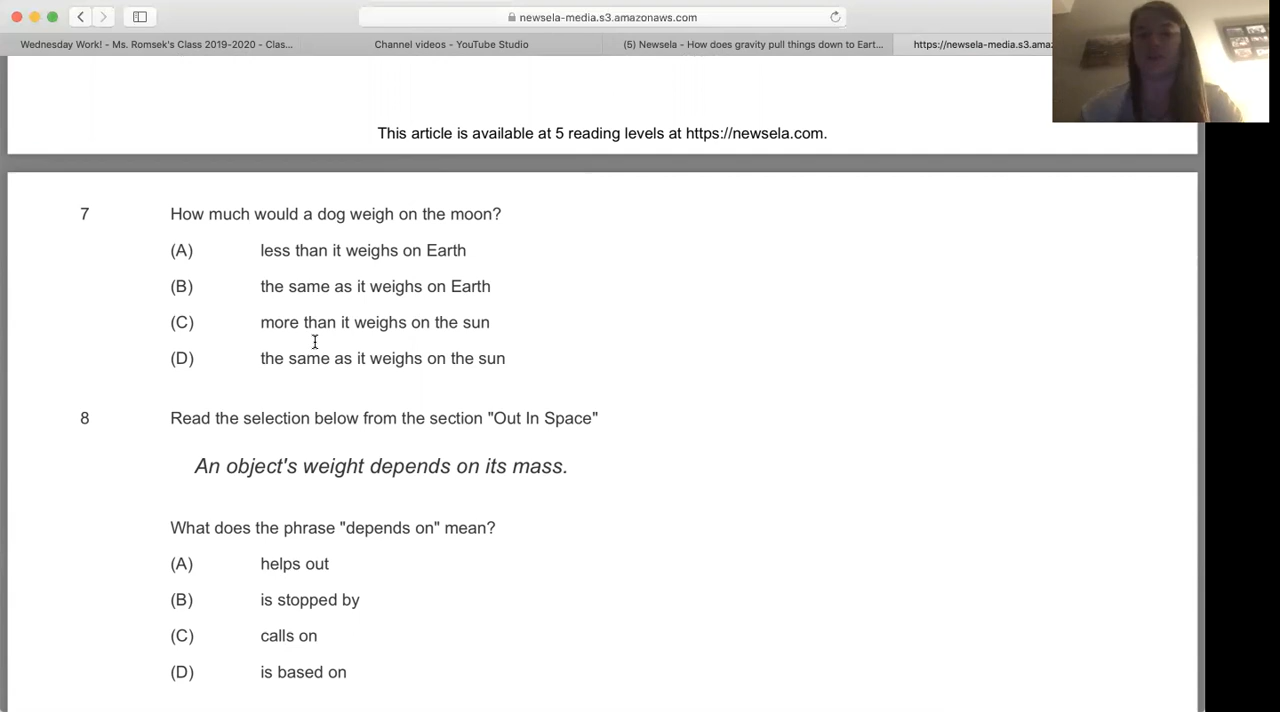 newsela-media.s3.amazonaws.com
Wednesday Work! - Ms. Romsek's Class 2019-2020 - Clas...
Channel videos - YouTube Studio
(5) Newsela - How does gravity pull things down to Eart...
https://newsela-media.s3.amaz
This article is available at 5 reading levels at https://newsela.com.
7 How much would a dog weigh on the moon?
(A) less than it weighs on Earth
(B) the same as it weighs on Earth
(C) more than it weighs on the sun
(D) the same as it weighs on the sun
8 Read the selection below from the section "Out In Space"
An object's weight depends on its mass.
What does the phrase "depends on" mean?
(A) helps out
(B) is stopped by
(C) calls on
(D) is based on